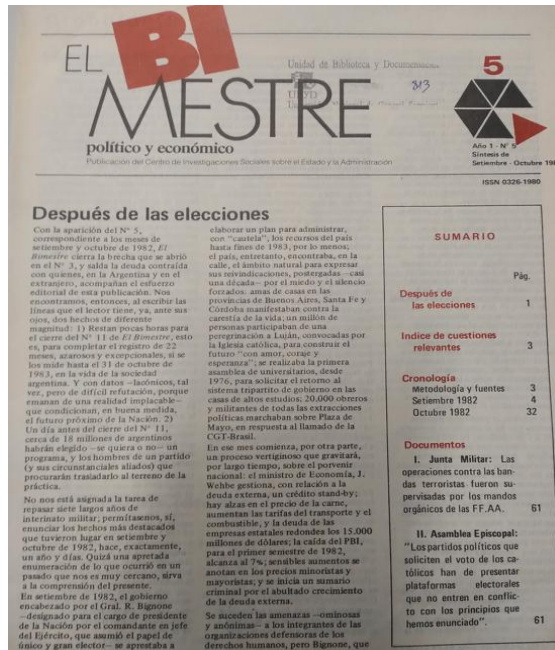 EL BI
MESTRE
político y económico
Publicación del Centro de Investigaciones Sociales sobre el Estado y la Administración
Unidad de Biblioteca y
813
5
Año 1 - Nº 5
Síntesis de
Setiembre - Octubre
ISSN 0326-1980
Después de las elecciones
Con la aparición del Nº 5,
correspondiente a los meses de
setiembre y octubre de 1982, El
Bimestre cierra la brecha que se abrió
en el Nº 3, y salda la deuda contraída
con quienes, en la Argentina y en el
extranjero, acompañan el esfuerzo
editorial de esta publicación. Nos
encontramos, entonces, al escribir las
líneas que el lector tiene, ya, ante sus
ojos, dos hechos de diferente
magnitud: 1) Restan pocas horas para
el cierre del Nº 11 de El Bimestre, esto
es, para completar el registro de 22
meses, azarosos y excepcionales, si se
los mide hasta el 31 de octubre de
1983, en la vida de la sociedad
argentina. Y con datos —lacónicos, tal
vez, pero de difícil refutación, porque
emanan de una realidad implacable—
que condicionan, en buena medida,
el futuro próximo de la Nación. 2)
Un día antes del cierre del Nº 11,
cerca de 18 millones de argentinos
habrán elegido —se quiera o no— un
programa, y los hombres de un partido
(y sus circunstanciales aliados) que
procurarán trasladarlo al terreno de la
práctica.
No nos está asignada la tarea de
repasar siete largos años de
interinato militar; permítasenos, sí,
enunciar los hechos más destacados
que tuvieron lugar en setiembre y
octubre de 1982, hace, exactamente,
un año y días. Quizá una apretada
enumeración de lo que ocurrió en un
pasado que nos es muy cercano, sirva
a la comprensión del presente.
En setiembre de 1982, el gobierno
encabezado por el Gral. R. Bignone
—designado para el cargo de presidente
de la Nación por el comandante en jefe
del Ejército, que asumió el papel de
único y gran elector— se aprestaba a
elaborar un plan para administrar,
con "cautela", los recursos del país
hasta fines de 1983, por lo menos;
el país, entretanto, encontraba, en la
calle, el ámbito natural para expresar
sus reivindicaciones, postergadas —casi
una década— por el miedo y el silencio
forzados: amas de casas en las
provincias de Buenos Aires, Santa Fe y
Córdoba manifestaban contra la
carestía de la vida; un millón de
personas participaban de una
peregrinación a Luján, convocadas por
la Iglesia católica, para construir el
futuro "con amor, coraje y
esperanza"; se realizaba la primera
asamblea de universitarios, desde
1976, para solicitar el retorno al
sistema tripartito de gobierno en las
casas de altos estudios; 20.000 obreros
y militantes de todas las extracciones
políticas marchaban sobre Plaza de
Mayo, en respuesta al llamado de la
CGT-Brasil.
En ese mes comienza, por otra parte,
un proceso vertiginoso que gravitará,
por largo tiempo, sobre el porvenir
nacional: el ministro de Economía, J.
Wehbe gestiona, con relación a la
deuda externa, un crédito stand-by;
hay alzas en el precio de la carne,
aumentan las tarifas del transporte y el
combustible, y la deuda de las
empresas estatales redondea los 15.000
millones de dólares; la caída del PBI,
para el primer semestre de 1982,
alcanza al 7%; sensibles aumentos se
anotan en los precios minoristas y
mayoristas; y se inicia un sumario
criminal por el abultado crecimiento
de la deuda externa.
Se suceden las amenazas —ominosas
y anónimas— a los integrantes de las
organizaciones defensoras de los
derechos humanos, pero Bignone, que
SUMARIO
Pág.
Después de
las elecciones 1
Indice de cuestiones
relevantes 3
Cronología
Metodología y fuentes 3
Setiembre 1982 4
Octubre 1982 32
Documentos
I. Junta Militar: Las
operaciones contra las ban-
das terroristas fueron su-
pervisadas por los mandos
orgánicos de las FF.AA. 61
II. Asamblea Episcopal:
"Los partidos políticos que
soliciten el voto de los ca-
tólicos han de presentar
plataformas electorales
que no entren en conflic-
to con los principios que
hemos enunciado". 61